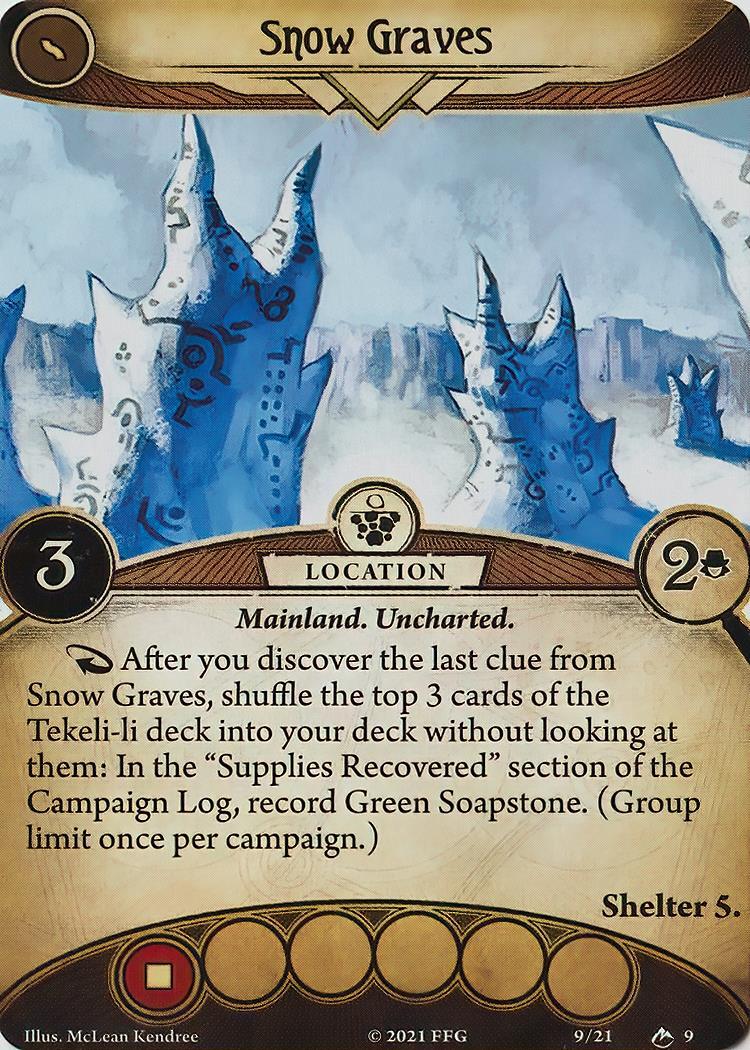 Snow Graves
3
2
LOCATION
Mainland. Uncharted.
After you discover the last clue from
Snow Graves, shuffle the top 3 cards of the
Tekeli-li deck into your deck without looking at
them: In the “Supplies Recovered” section of the
Campaign Log, record Green Soapstone. (Group
limit once per campaign.)
Shelter 5.
Illus. McLean Kendree
© 2021 FFG
9/21
9